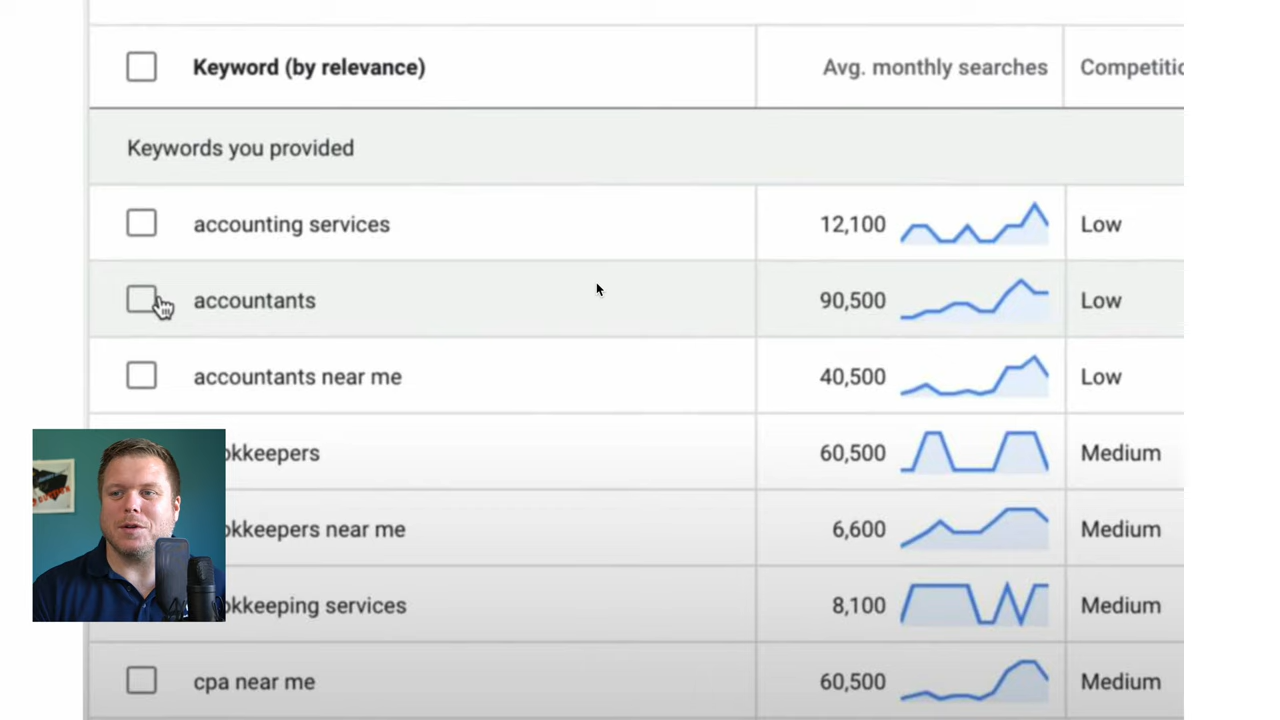 Keyword (by relevance) Avg. monthly searches Competitic
Keywords you provided
accounting services 12,100 Low
accountants 90,500 Low
accountants near me 40,500 Low
okkeepers 60,500 Medium
okkeepers near me 6,600 Medium
okkeeping services 8,100 Medium
cpa near me 60,500 Medium